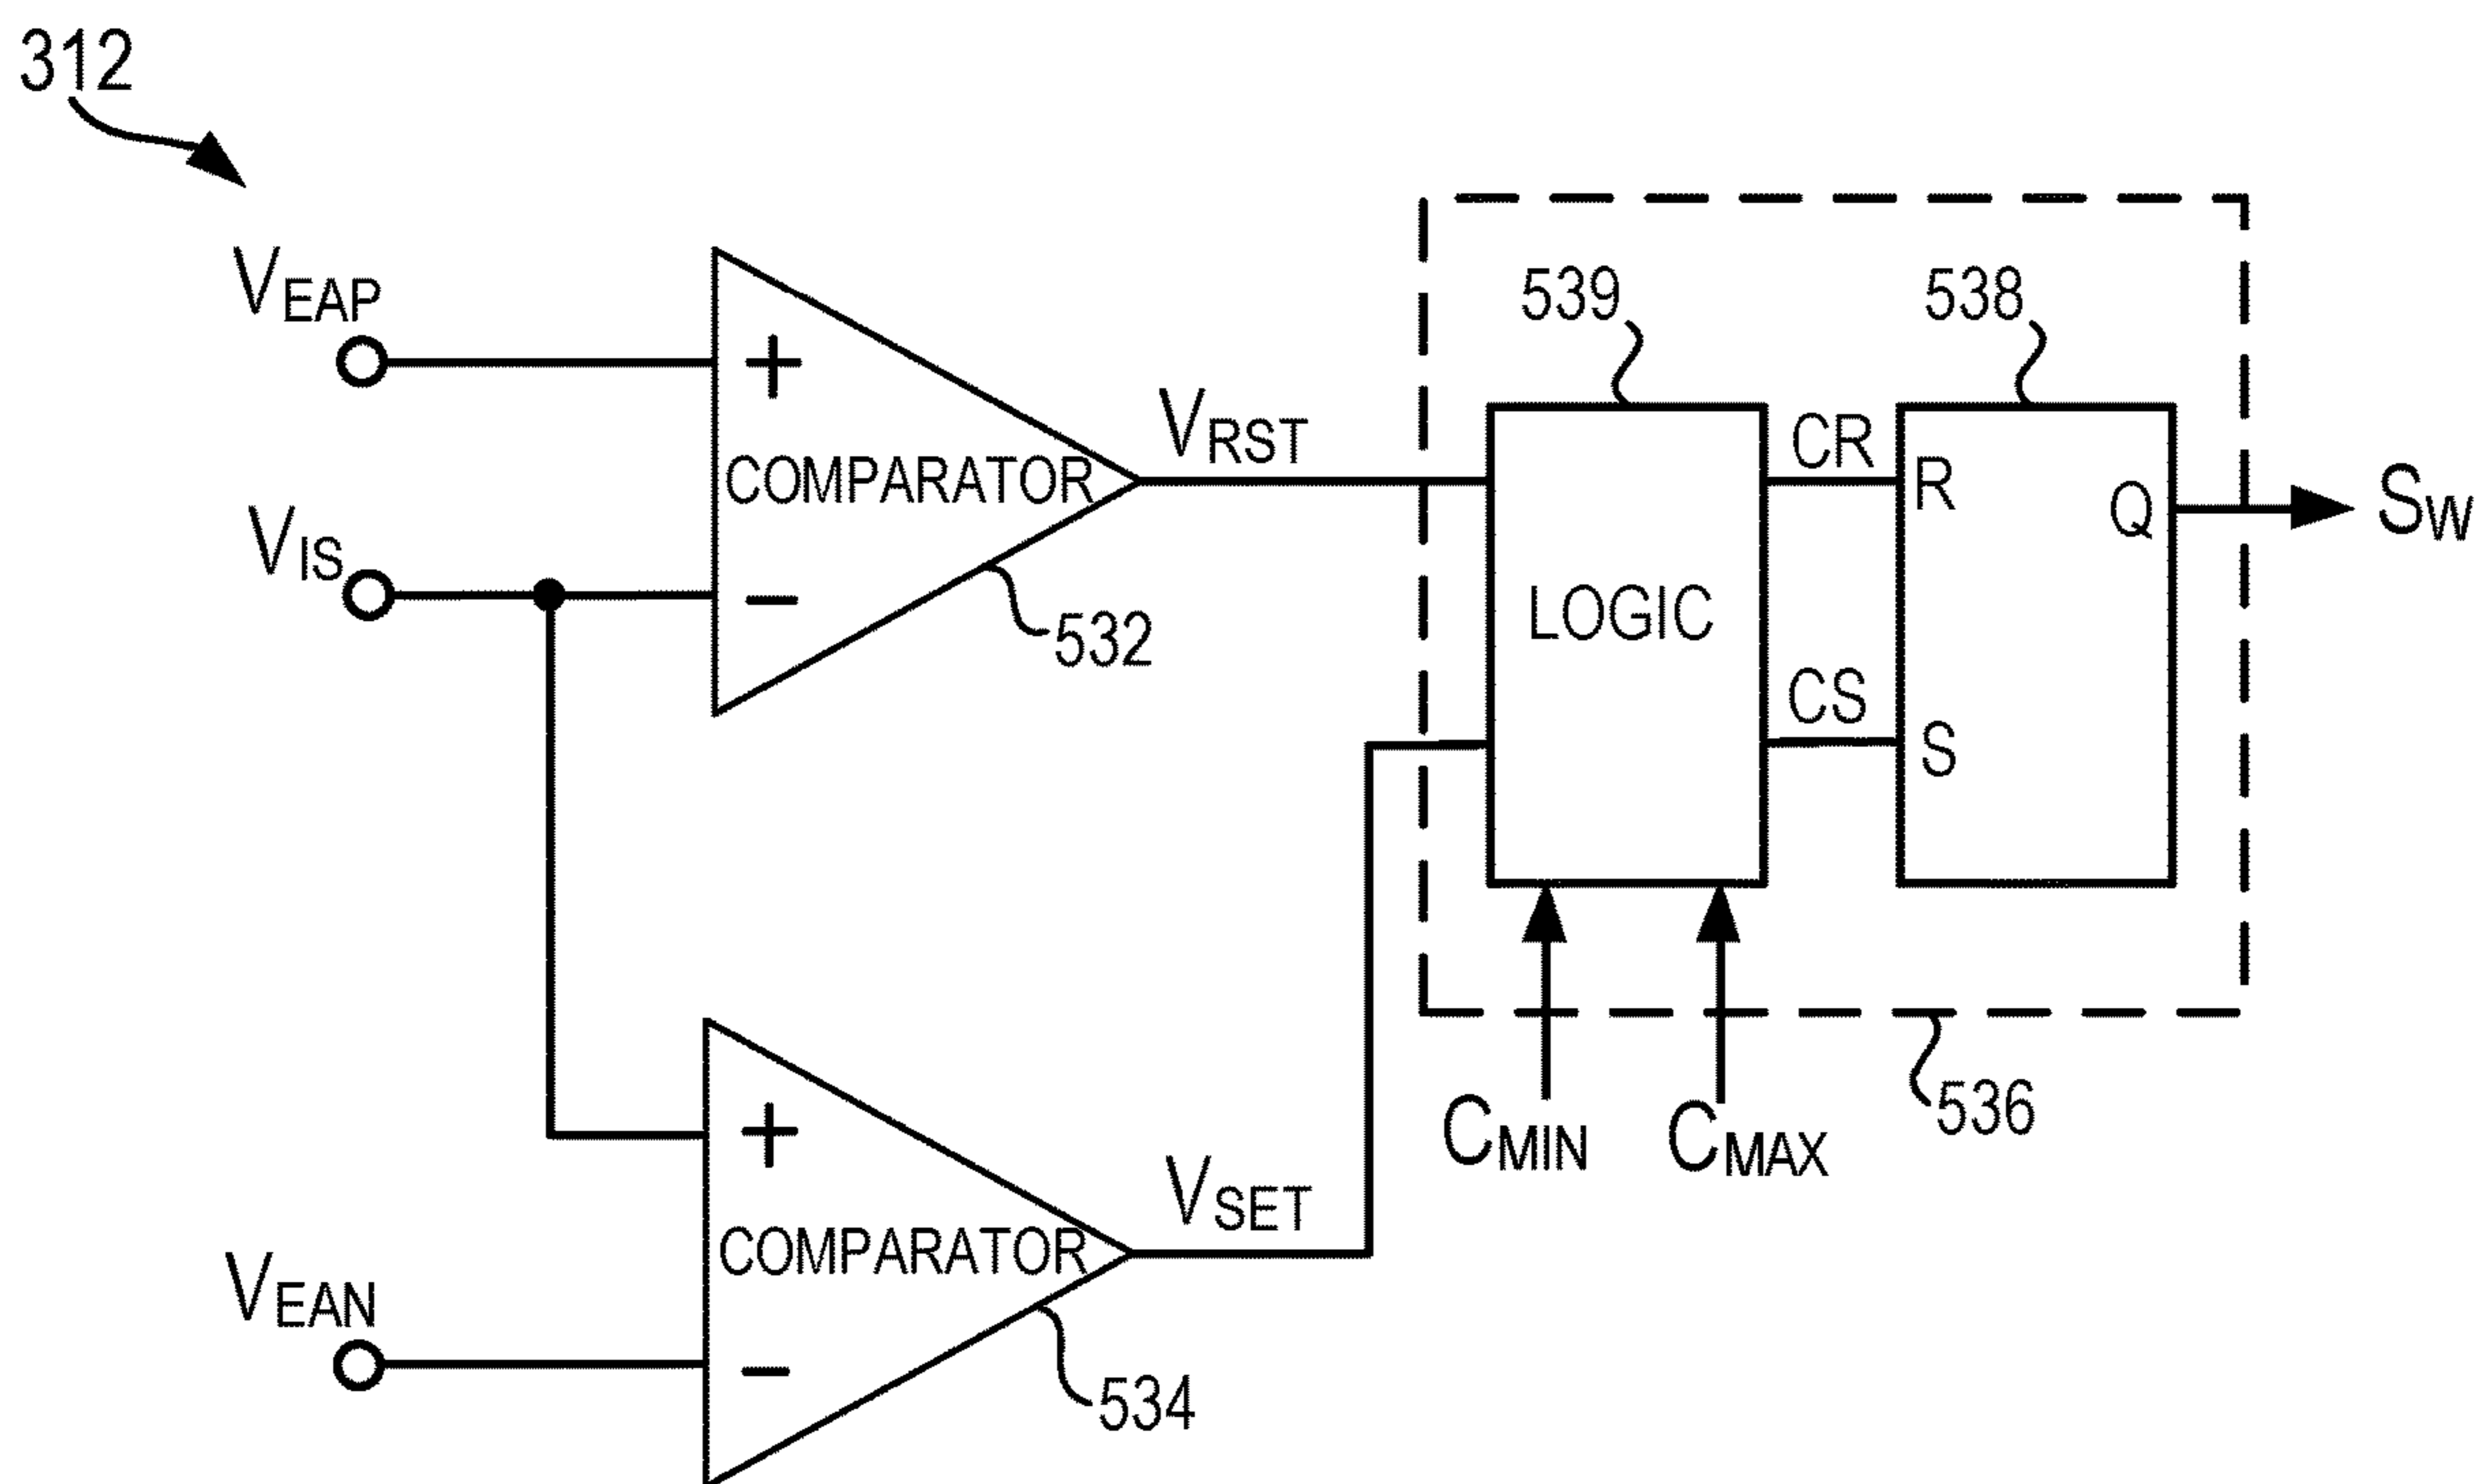 312
VEAP
+
COMPARATOR
−
532
VIS
VRST
539
538
LOGIC
CR
CS
R
S
Q
SW
VEAN
+
COMPARATOR
−
534
VSET
CMIN
CMAX
536